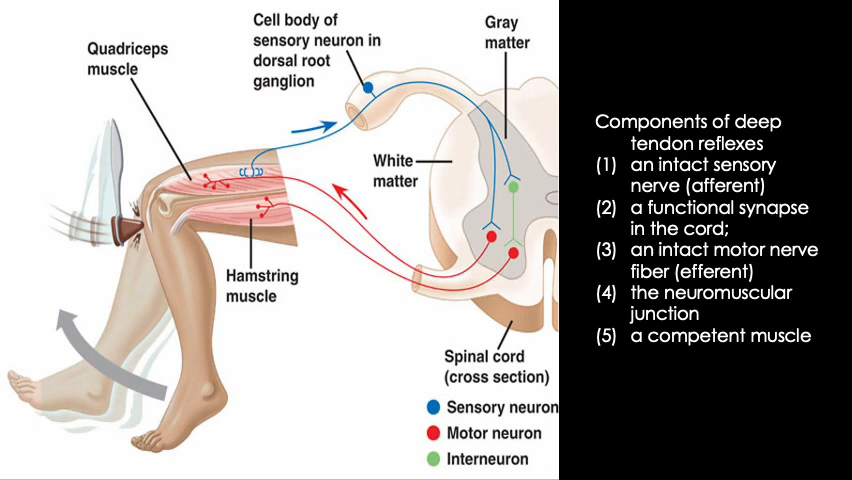 Cell body of
sensory neuron in
dorsal root
ganglion
Gray
matter
Quadriceps
muscle
White
matter
Hamstring
muscle
Spinal cord
(cross section)
Sensory neuron
Motor neuron
Interneuron
Components of deep
tendon reflexes
(1) an intact sensory
nerve (afferent)
(2) a functional synapse
in the cord;
(3) an intact motor nerve
fiber (efferent)
(4) the neuromuscular
junction
(5) a competent muscle